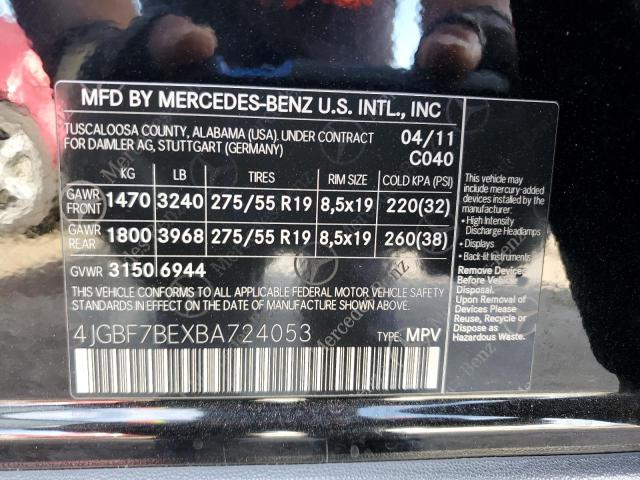 MFD BY MERCEDES-BENZ U.S. INTL., INC
TUSCALOOSA COUNTY, ALABAMA (USA). UNDER CONTRACT 04/11
FOR DAIMLER AG, STUTTGART (GERMANY) C040
KG LB TIRES RIM SIZE COLD KPA (PSI)
GAWR FRONT 1470 3240 275/55 R19 8,5x19 220(32)
GAWR REAR 1800 3968 275/55 R19 8,5x19 260(38)
GVWR 3150 6944
THIS VEHICLE CONFORMS TO ALL APPLICABLE FEDERAL MOTOR VEHICLE SAFETY
STANDARDS IN EFFECT ON THE DATE OF MANUFACTURE SHOWN ABOVE.
4JGBF7BEXBA724053 TYPE: MPV
This vehicle may
include mercury-added
devices installed by the
manufacturer:
• High Intensity
Discharge Headlamps
• Displays
• Back-lit Instruments
Remove Devices
Before Vehicle
Disposal.
Upon Removal of
Devices Please
Reuse, Recycle or
Dispose as
Hazardous Waste.